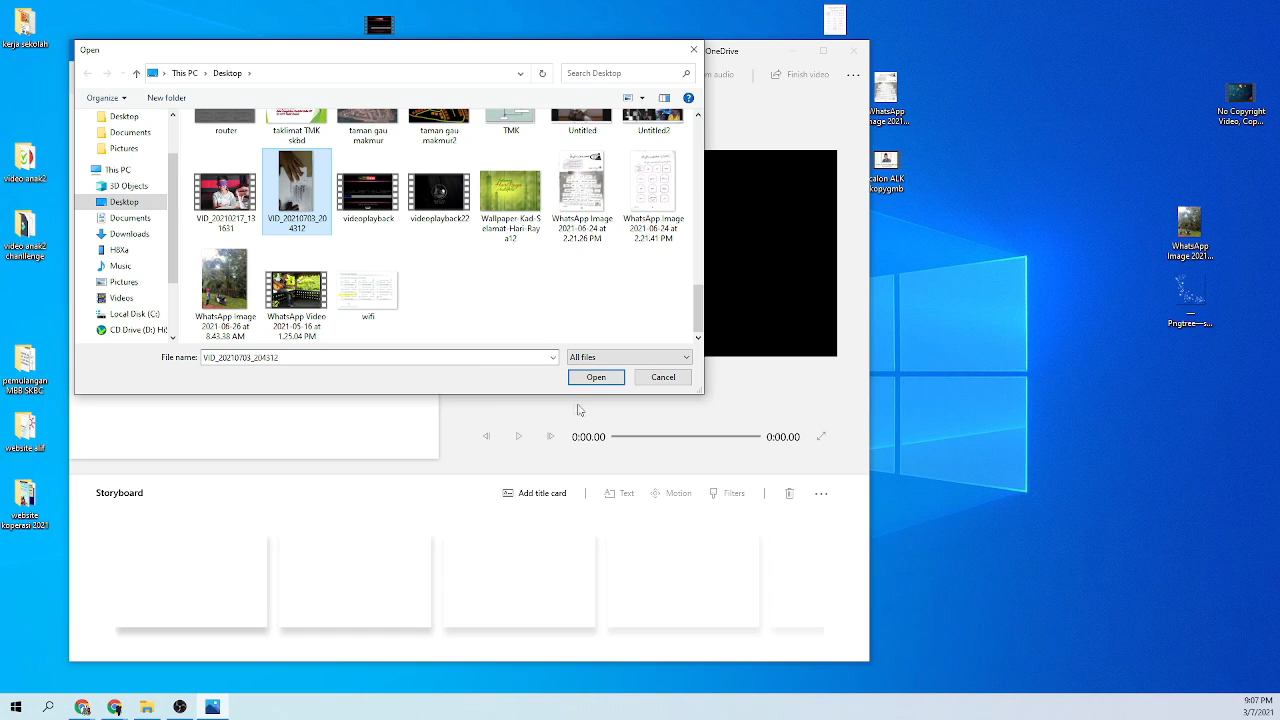 kerja sekolah
Open
OneDrive
This PC
Desktop
Search Desktop
m audio
Finish video
Organize
New folder
video anak2
video anak2
chanllenge
pemulangan
MBB SKBC
website alif
website
koperasi 2021
Desktop
Documents
Pictures
This PC
3D Objects
Desktop
Documents
Downloads
H8Xa
Music
Pictures
Videos
Local Disk (C:)
CD Drive (D:) Hi
router
taklimat TMK
skbd
taman gau
makmur
taman gau
makmur2
TMK
Untitled
Untitled2
VID_20210217_13
1631
VID_20210703_20
4312
videoplayback
videoplayback22
Wallpaper-Kad-S
elamat-Hari-Ray
a12
WhatsApp Image
2021-06-24 at
2.21.26 PM
WhatsApp Image
2021-06-24 at
2.21.41 PM
WhatsApp Image
2021-06-26 at
8.43.38 AM
WhatsApp Video
2021-05-16 at
1.25.04 PM
wifi
File name:
VID_20210703_204312
All files
Open
Cancel
0:00.00
0:00.00
Storyboard
Add title card
Text
Motion
Filters
WhatsApp
Image 2021...
calon ALK
kopygmb
No Copyright
Video, Cop...
WhatsApp
Image 2021...
Pngtree—s...
9:07 PM
3/7/2021